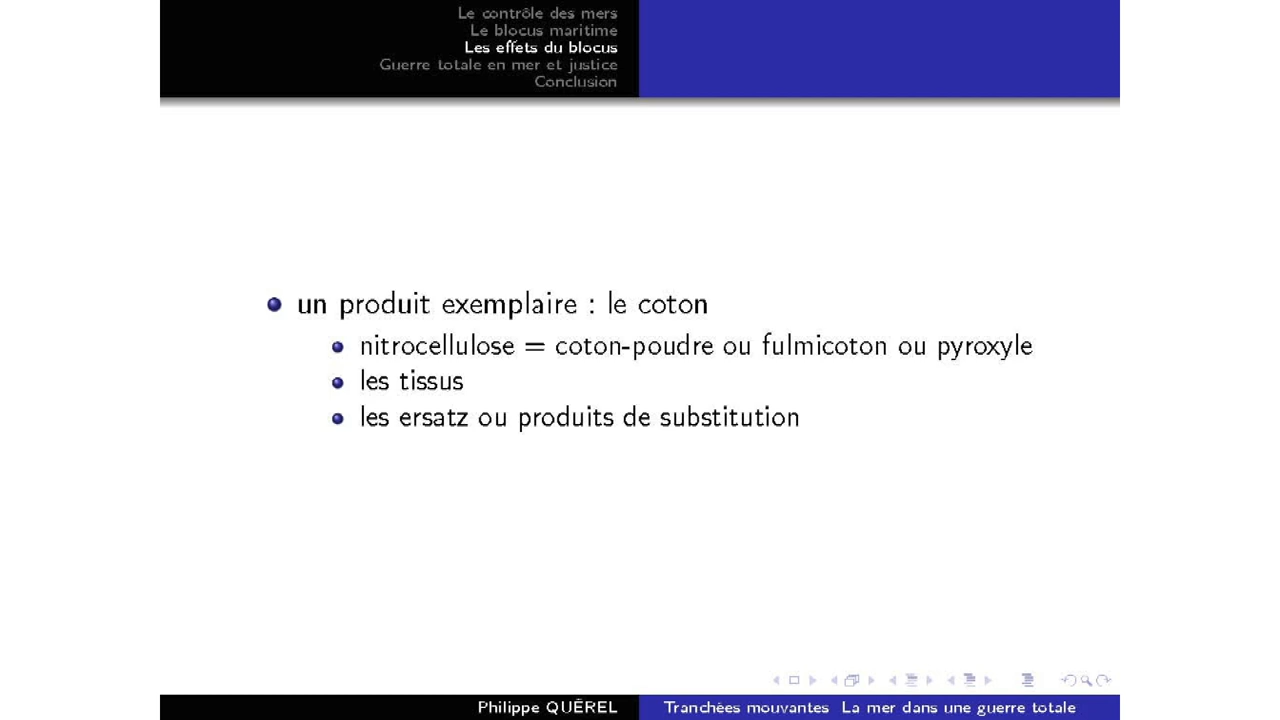 Le contrôle des mers
Le blocus maritime
Les effets du blocus
Guerre totale en mer et justice
Conclusion
un produit exemplaire : le coton
nitrocellulose = coton-poudre ou fulmicoton ou pyroxyle
les tissus
les ersatz ou produits de substitution
Philippe QUÉREL
Tranchées mouvantes La mer dans une guerre totale